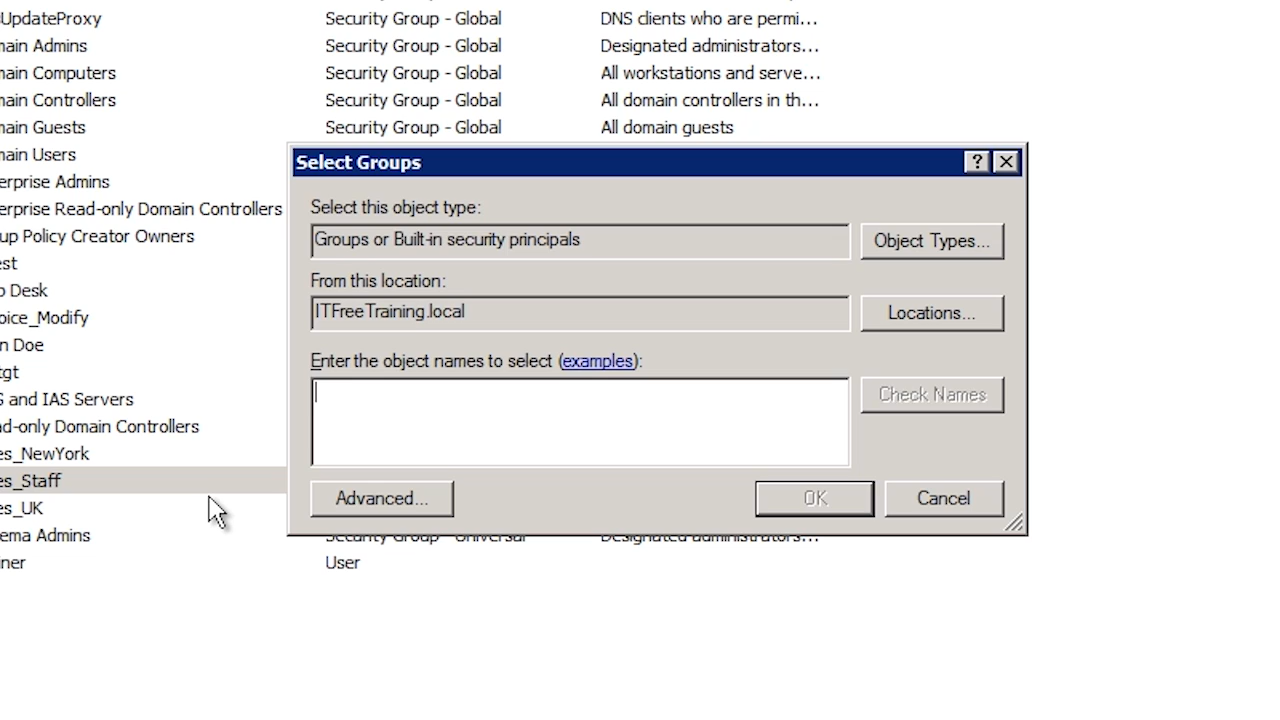 sUpdateProxy Security Group - Global DNS clients who are permi...
main Admins Security Group - Global Designated administrators...
main Computers Security Group - Global All workstations and serve...
main Controllers Security Group - Global All domain controllers in th...
main Guests Security Group - Global All domain guests
main Users
erprise Admins
erprise Read-only Domain Controllers
up Policy Creator Owners
est
p Desk
oice_Modify
n Doe
tgt
S and IAS Servers
ad-only Domain Controllers
es_NewYork
es_Staff
es_UK
ema Admins Security Group - Universal Designated administrators...
iner User
Select Groups
Select this object type:
Groups or Built-in security principals Object Types...
From this location:
ITFreeTraining.local Locations...
Enter the object names to select (examples):
Check Names
Advanced... OK Cancel